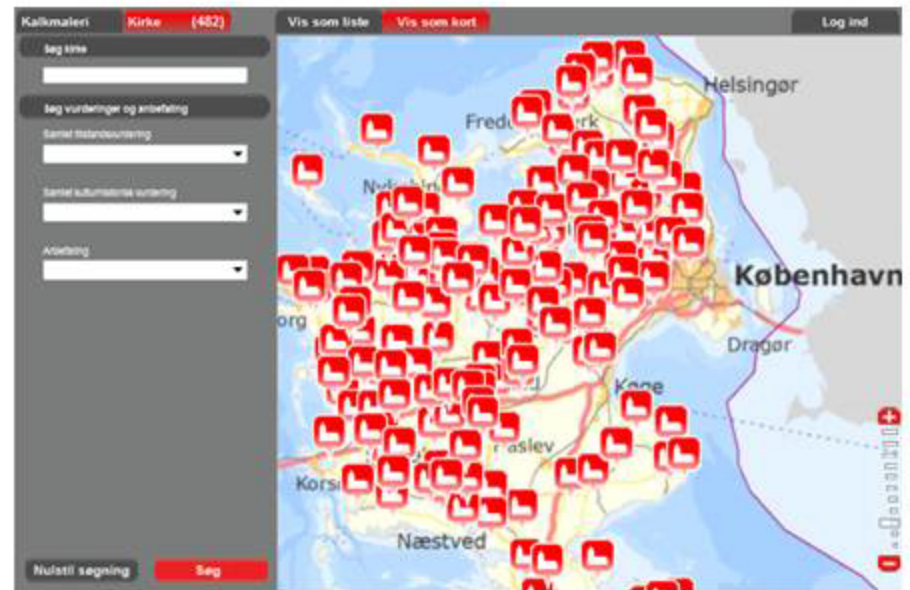 Kalkmaleri
Kirke (482)
Vis som liste
Vis som kort
Log ind
Søg kirke
Søg vurderinger og anbefaling
Samlet tilstandsvurdering
Samlet kulturhistorisk vurdering
Anbefaling
Nulstil søgning
Søg
Helsingør
København
Dragør
Køge
Næstved